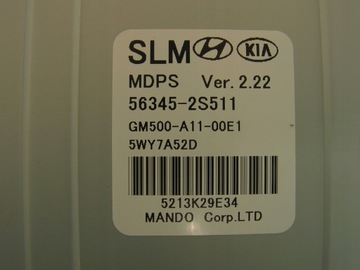 SLM KIA
MDPS Ver. 2.22
56345-2S511
GM500-A11-00E1
5WY7A52D
5213K29E34
MANDO Corp.LTD